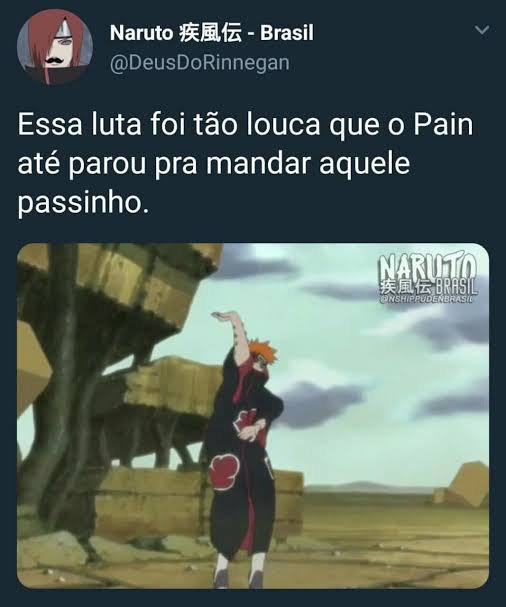 Naruto 疾風伝 - Brasil
@DeusDoRinnegan
Essa luta foi tão louca que o Pain
até parou pra mandar aquele
passinho.
NARUTO
疾風伝 BRASIL
@NSHIPPUDENBRASIL